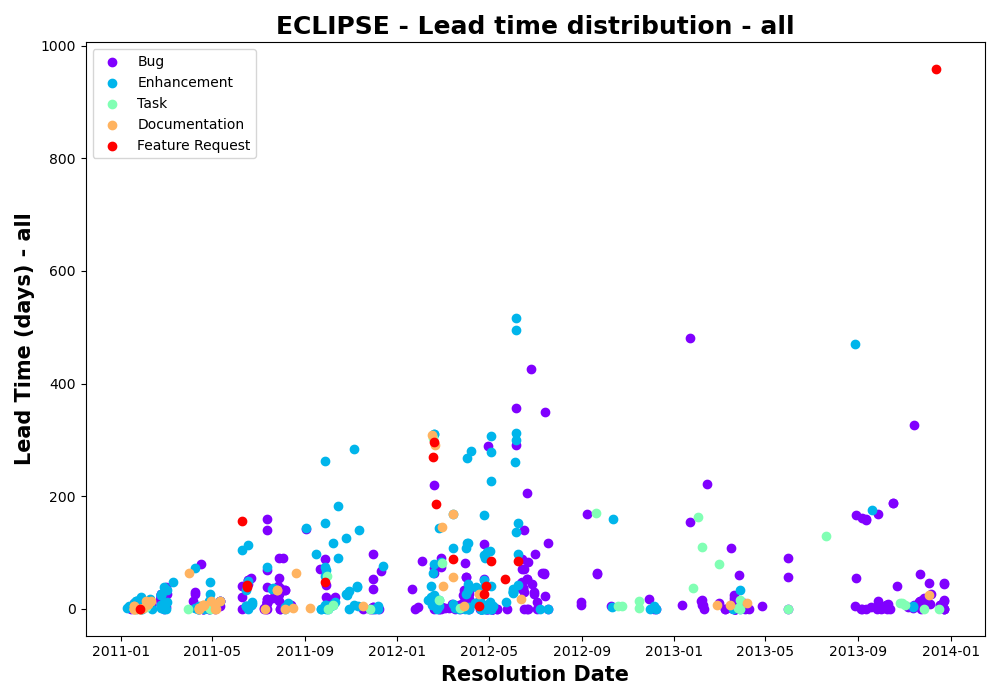 ECLIPSE - Lead time distribution - all
Bug
Enhancement
Task
Documentation
Feature Request
Lead Time (days) - all
1000
800
600
400
200
0
2011-01 2011-05 2011-09 2012-01 2012-05 2012-09 2013-01 2013-05 2013-09 2014-01
Resolution Date